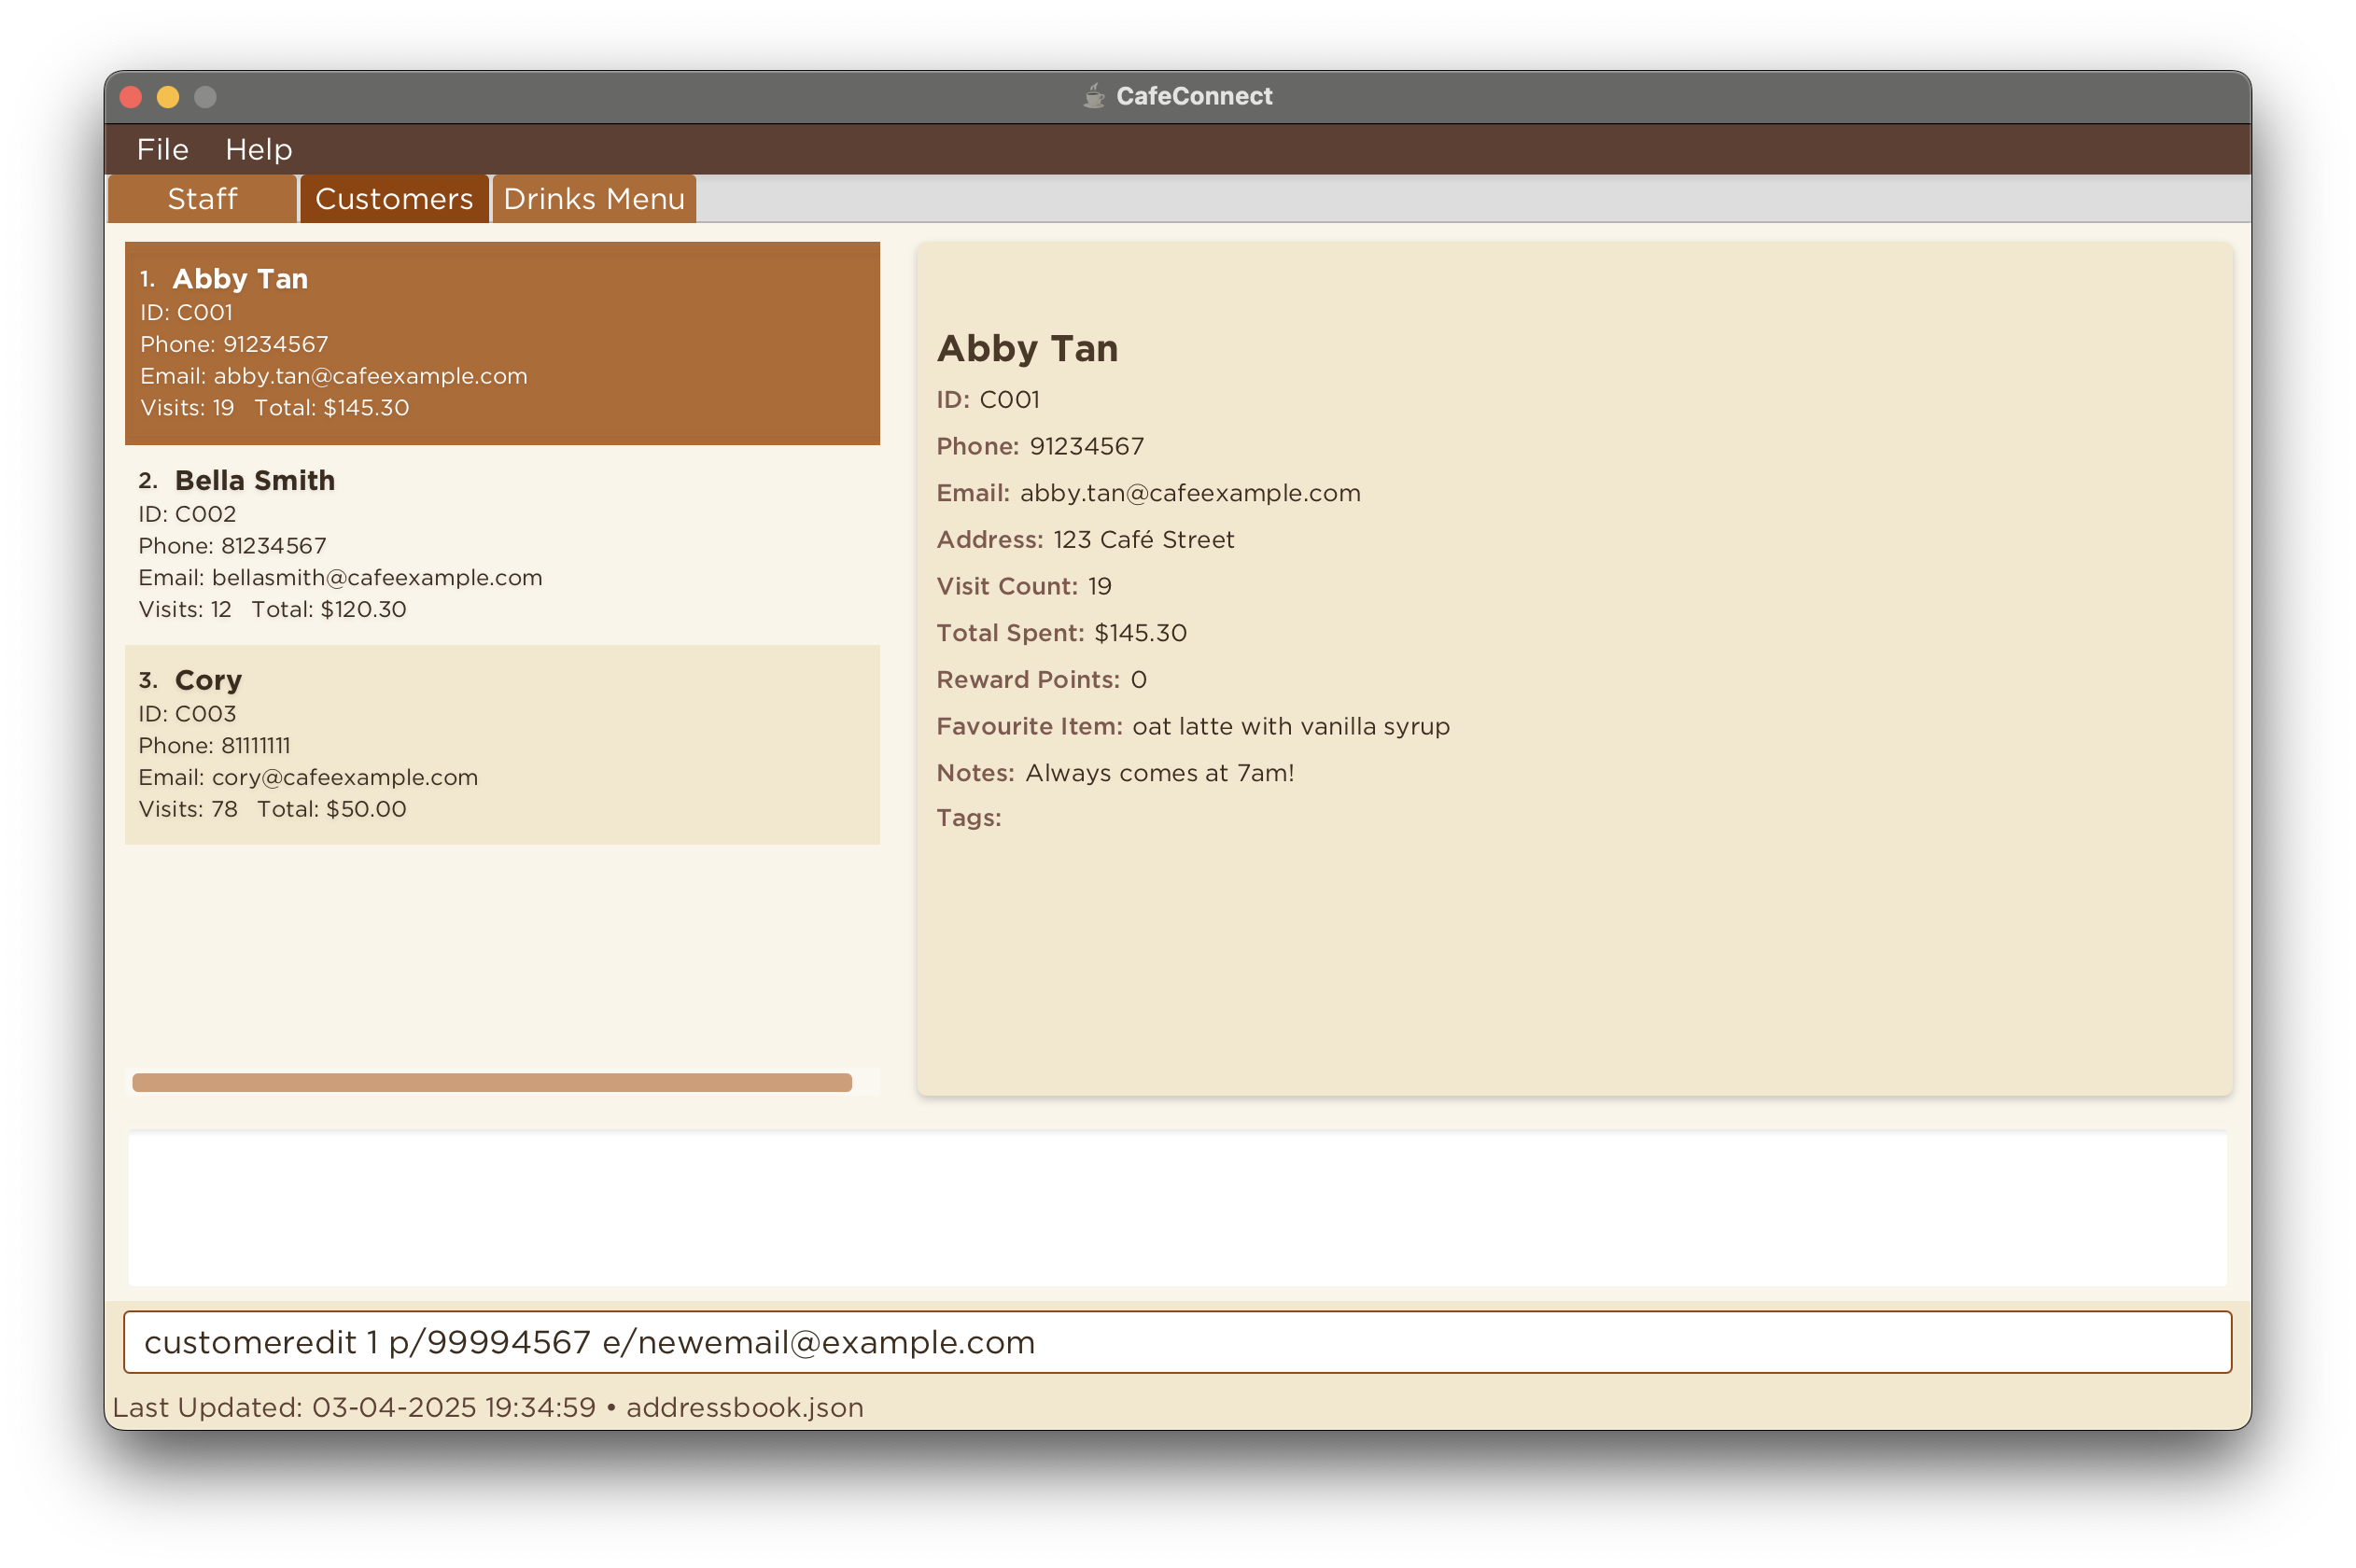 CafeConnect
File Help
Staff Customers Drinks Menu
1. Abby Tan
ID: C001
Phone: 91234567
Email: abby.tan@cafeexample.com
Visits: 19 Total: $145.30
2. Bella Smith
ID: C002
Phone: 81234567
Email: bellasmith@cafeexample.com
Visits: 12 Total: $120.30
3. Cory
ID: C003
Phone: 81111111
Email: cory@cafeexample.com
Visits: 78 Total: $50.00
Abby Tan
ID: C001
Phone: 91234567
Email: abby.tan@cafeexample.com
Address: 123 Café Street
Visit Count: 19
Total Spent: $145.30
Reward Points: 0
Favourite Item: oat latte with vanilla syrup
Notes: Always comes at 7am!
Tags:
customeredit 1 p/99994567 e/newemail@example.com
Last Updated: 03-04-2025 19:34:59 • addressbook.json